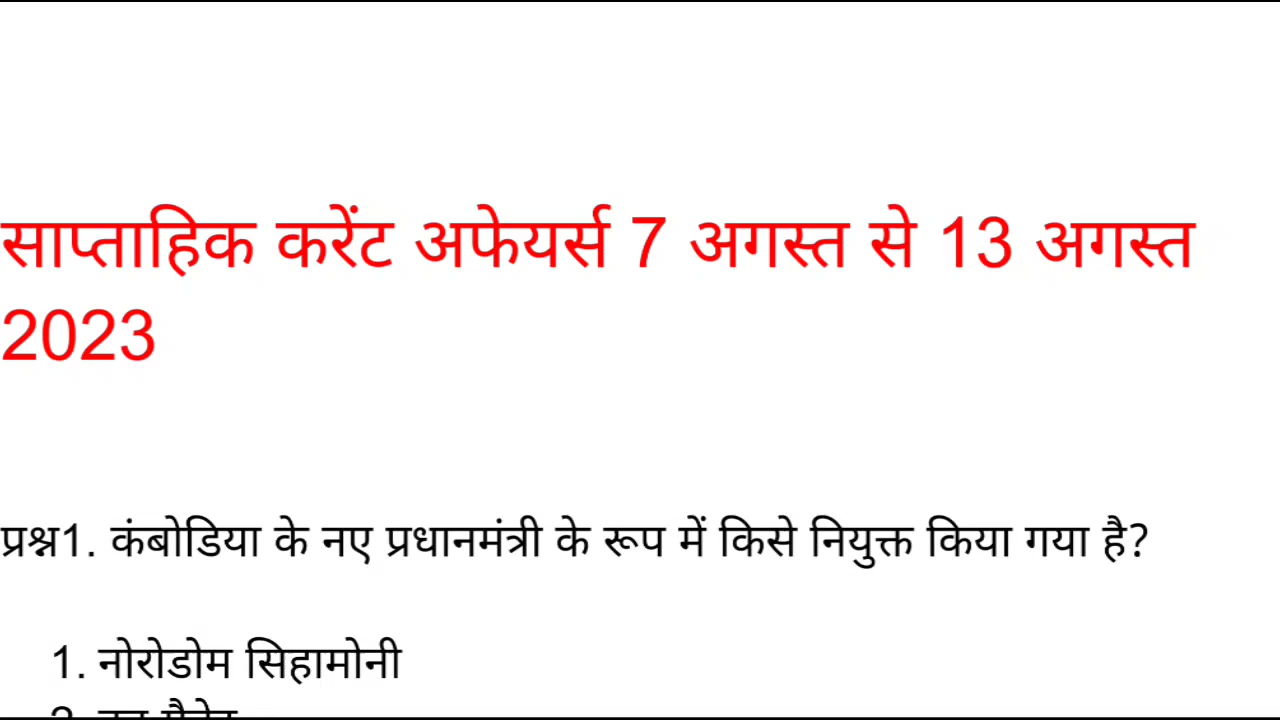 साप्ताहिक करेंट अफेयर्स 7 अगस्त से 13 अगस्त
2023
प्रश्न1. कंबोडिया के नए प्रधानमंत्री के रूप में किसे नियुक्त किया गया है?
1. नोरोडोम सिहामोनी